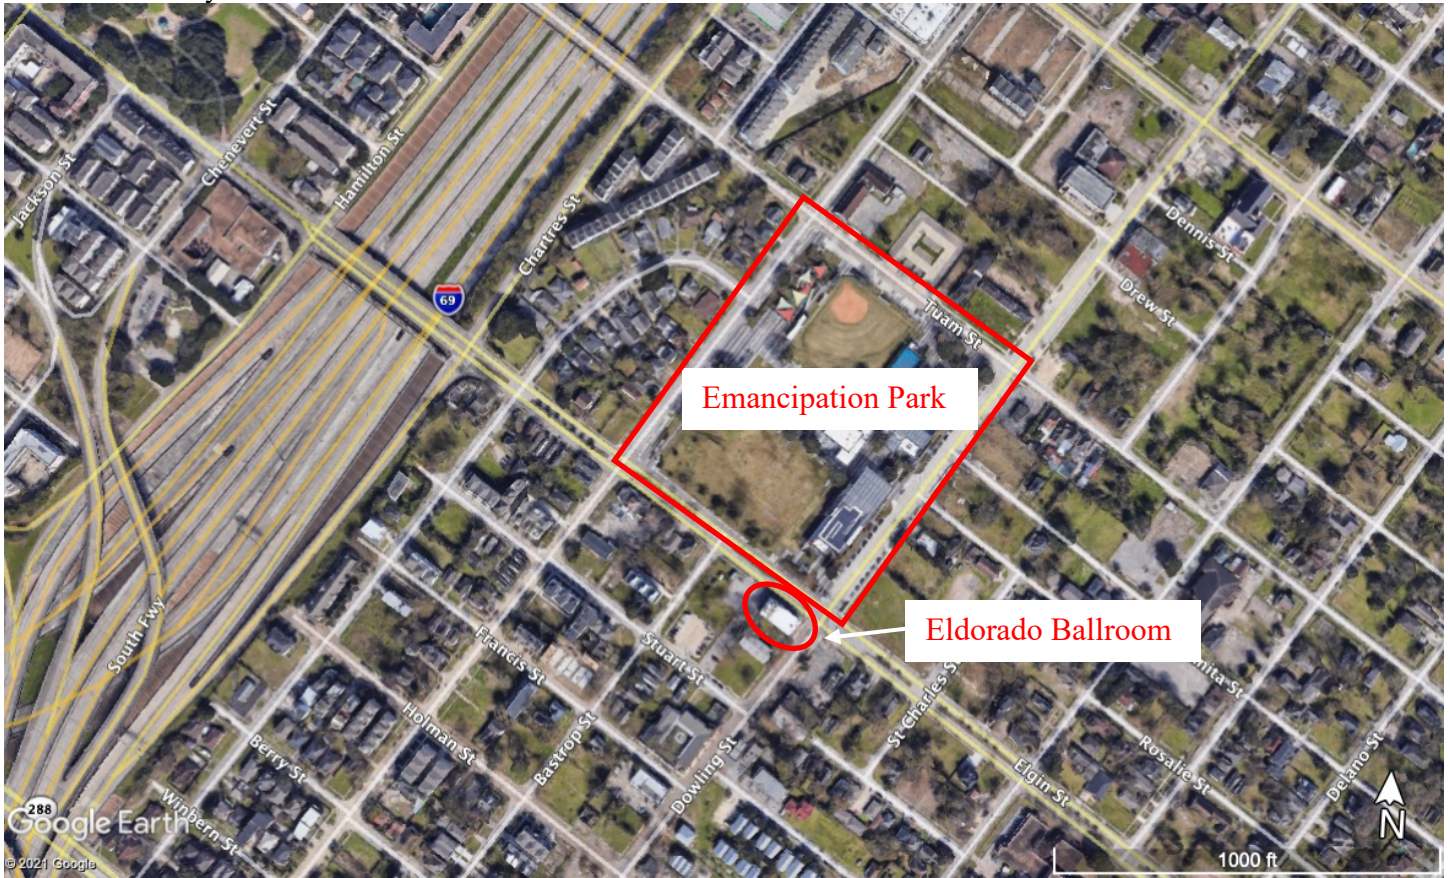 Chenevert St
Hamilton St
Jackson St
Chartres St
69
Dennis St
Drew St
Tuam St
Emancipation Park
Eldorado Ballroom
South Fwy
Francis St
Stuart St
St Charles St
nita St
Holman St
Bastrop St
Berry St
Dowling St
Elgin St
Rosalie St
Delano St
Winbern St
288
Google Earth
N
© 2021 Google
1000 ft